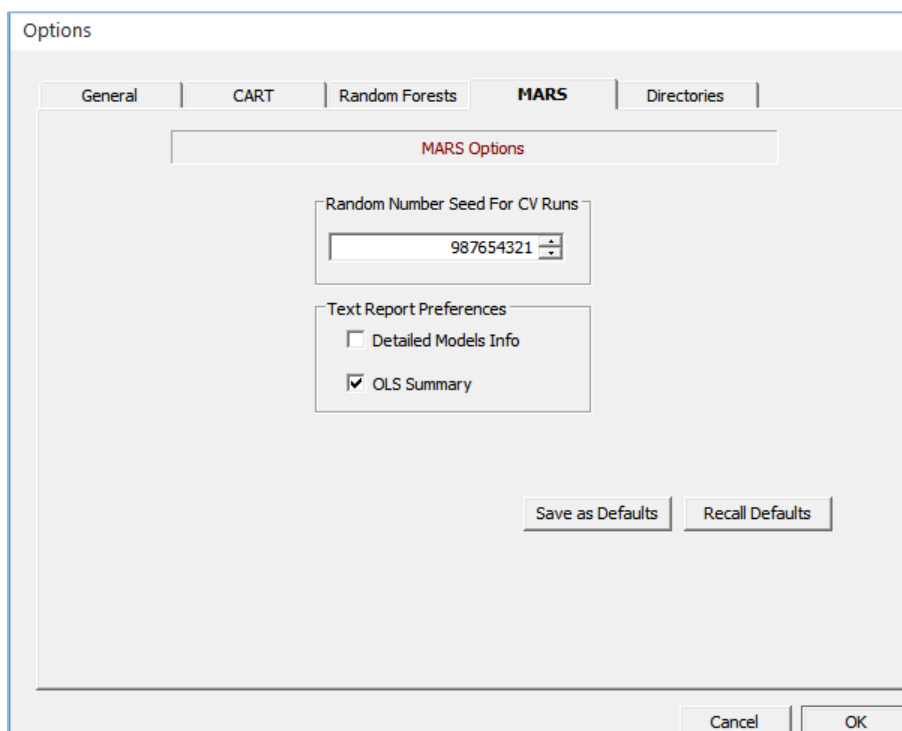 Options
General CART Random Forests MARS Directories
MARS Options
Random Number Seed For CV Runs
987654321
Text Report Preferences
Detailed Models Info
OLS Summary
Save as Defaults Recall Defaults
Cancel OK